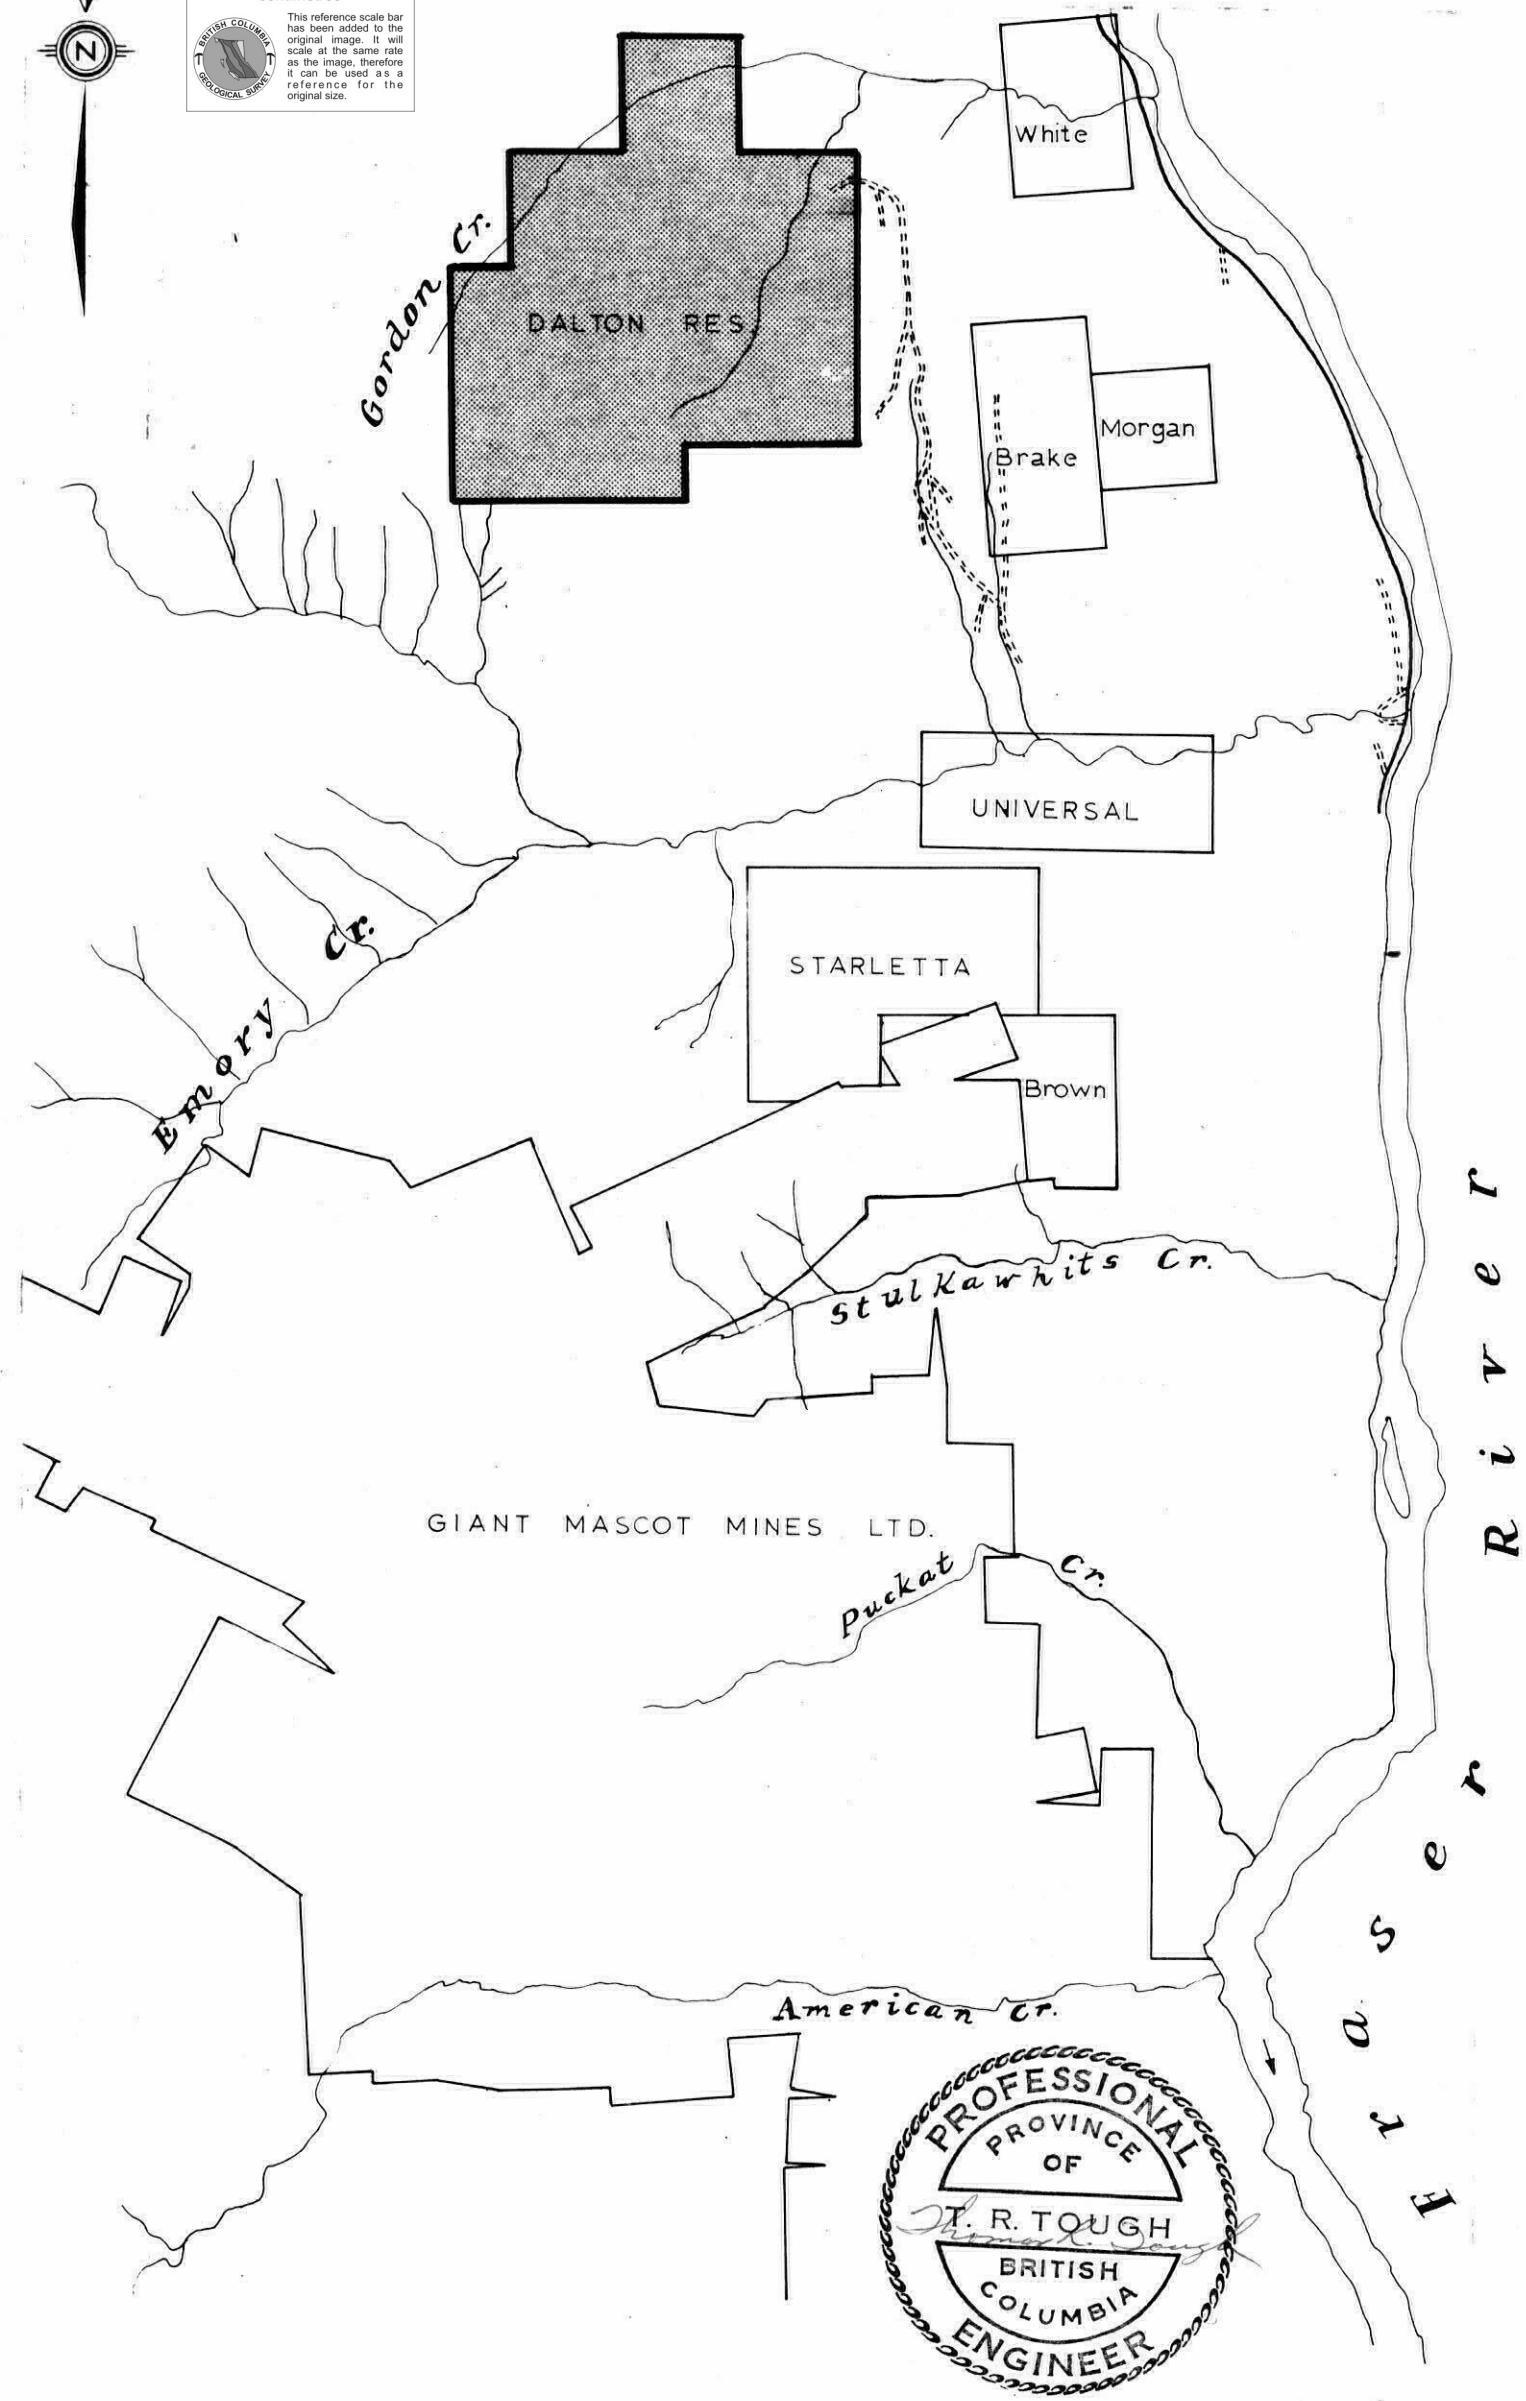 N
BRITISH COLUMBIA
GEOLOGICAL SURVEY
This reference scale bar
has been added to the
original image. It will
scale at the same rate
as the image, therefore
it can be used as a
reference for the
original size.
White
Gordon Cr.
DALTON RES.
Morgan
Brake
UNIVERSAL
Emory Cr.
STARLETTA
Brown
Stulkawhits Cr.
GIANT MASCOT MINES LTD.
Puckat Cr.
Fraser River
American Cr.
PROFESSIONAL
PROVINCE
OF
T. R. TOUGH
Thomas R. Tough
BRITISH
COLUMBIA
ENGINEER